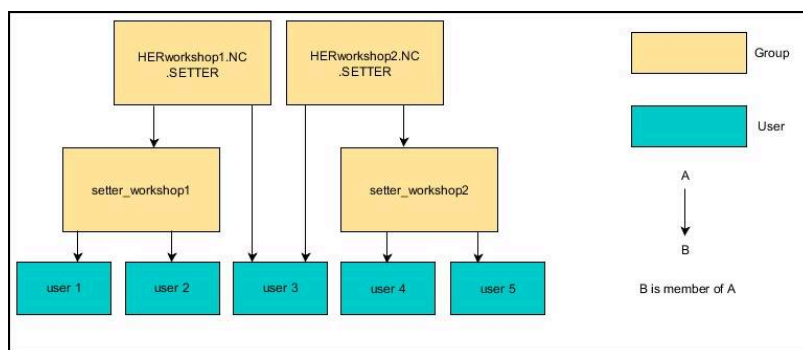 HERworkshop1.NC
.SETTER
HERworkshop2.NC
.SETTER
Group
User
setter_workshop1
setter_workshop2
A
B
user 1
user 2
user 3
user 4
user 5
B is member of A